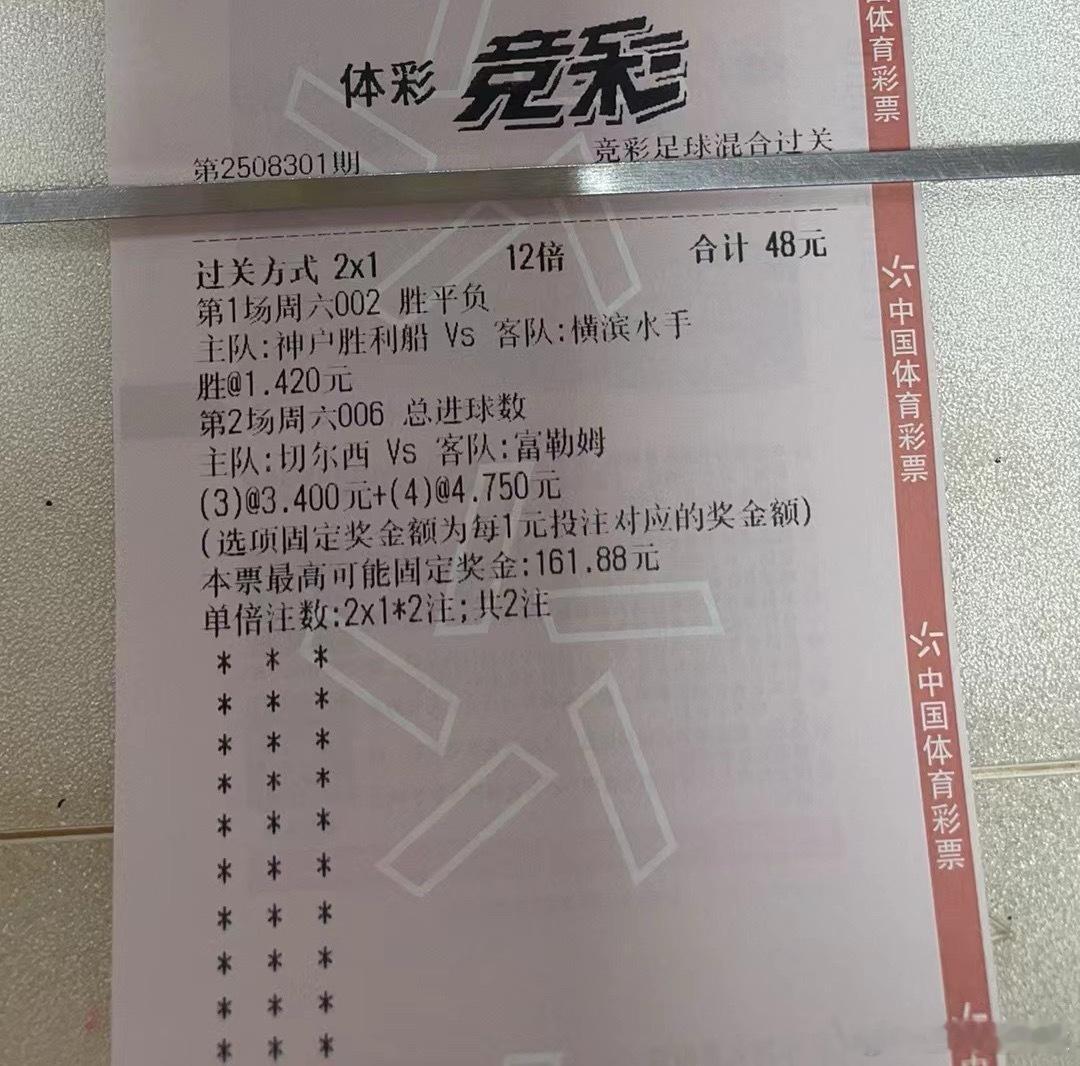 体彩 竞彩
第2508301期 竞彩足球混合过关
过关方式 2x1 12倍 合计 48元
第1场周六002 胜平负
主队:神户胜利船 Vs 客队:横滨水手
胜@1.420元
第2场周六006 总进球数
主队:切尔西 Vs 客队:富勒姆
(3)@3.400元+(4)@4.750元
(选项固定奖金额为每1元投注对应的奖金额)
本票最高可能固定奖金:161.88元
单倍注数:2x1*2注;共2注
* * *
* * *
* * *
* * *
* * *
* * *
* * *
* * *
* * *
* * *
国体育彩票
中国体育彩票
中国体育彩票
中